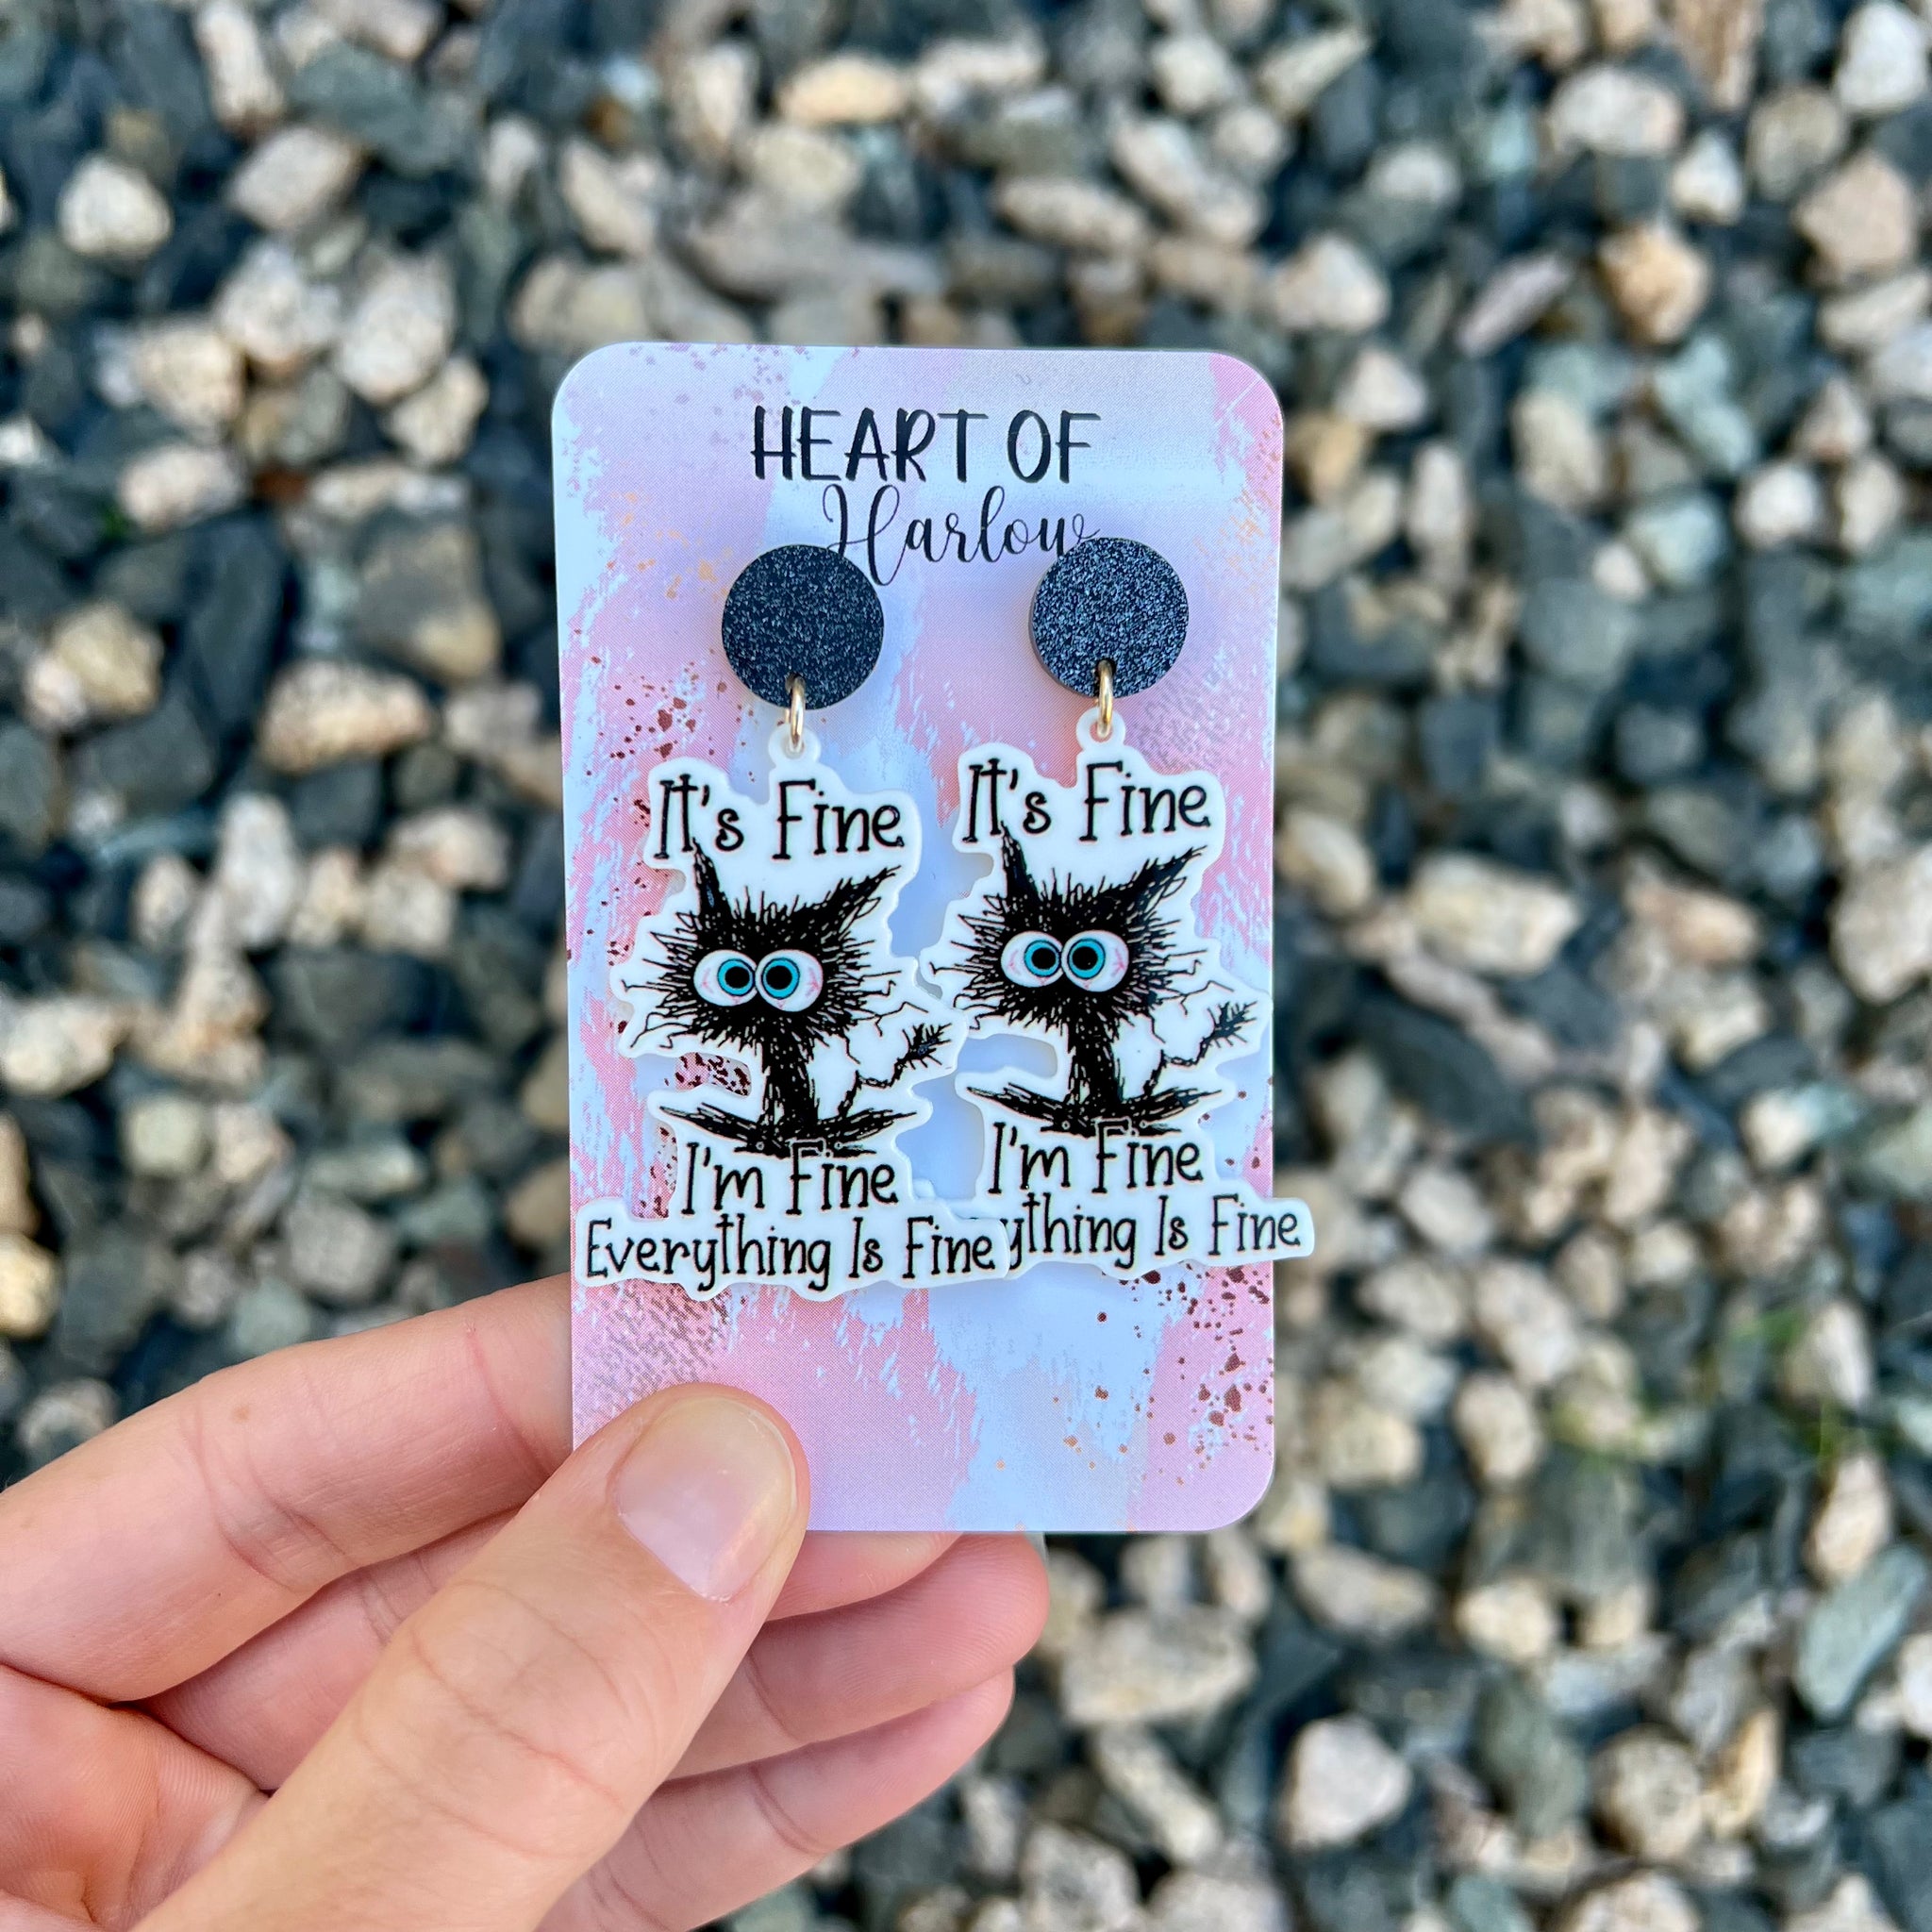 HEART OF
Harlow
It's Fine
I'm Fine
Everything Is Fine
It's Fine
I'm Fine
ything Is Fine